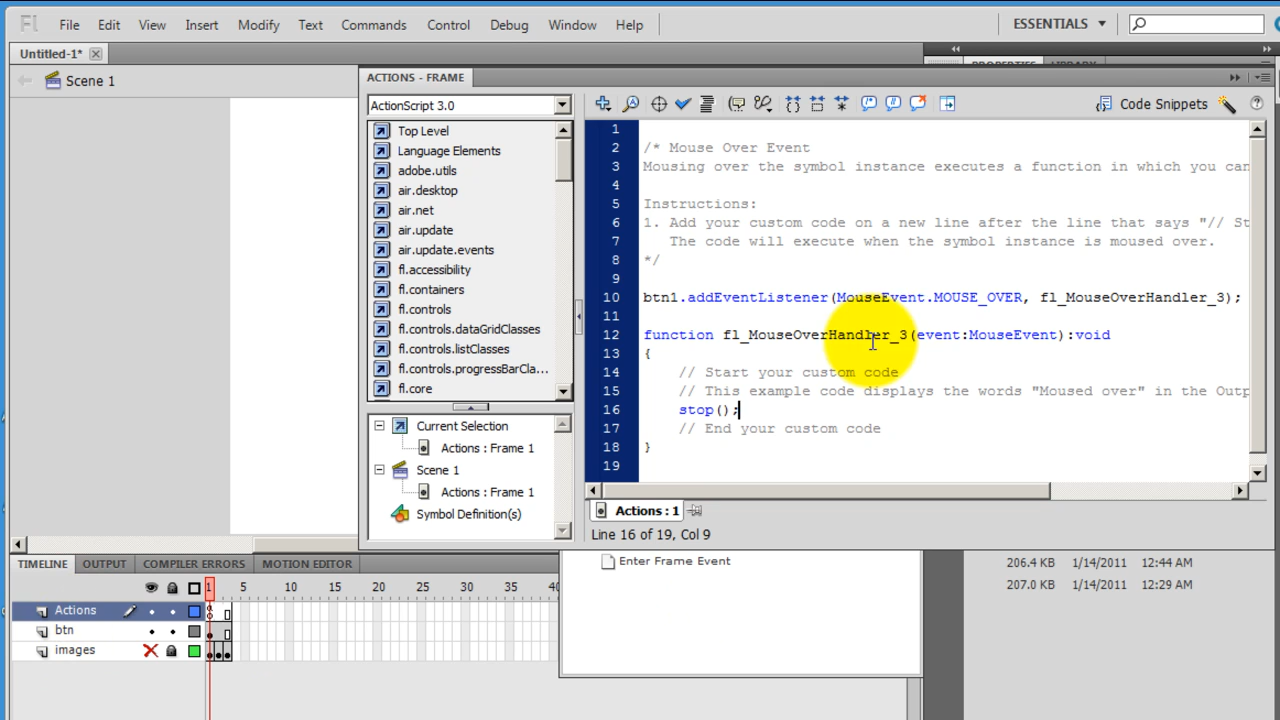 Fl File Edit View Insert Modify Text Commands Control Debug Window Help ESSENTIALS
Untitled-1*
Scene 1
ACTIONS - FRAME
PROPERTIES LIBRARY
ActionScript 3.0
Code Snippets
Top Level
Language Elements
adobe.utils
air.desktop
air.net
air.update
air.update.events
fl.accessibility
fl.containers
fl.controls
fl.controls.dataGridClasses
fl.controls.listClasses
fl.controls.progressBarCla...
fl.core
Current Selection
Actions : Frame 1
Scene 1
Actions : Frame 1
Symbol Definition(s)
1
2 /* Mouse Over Event
3 Mousing over the symbol instance executes a function in which you can
4
5 Instructions:
6 1. Add your custom code on a new line after the line that says "// St
7 The code will execute when the symbol instance is moused over.
8 */
9
10 btn1.addEventListener(MouseEvent.MOUSE_OVER, fl_MouseOverHandler_3);
11
12 function fl_MouseOverHandler_3(event:MouseEvent):void
13 {
14 // Start your custom code
15 // This example code displays the words "Moused over" in the Outp
16 stop();
17 // End your custom code
18 }
19
Actions : 1
Line 16 of 19, Col 9
TIMELINE OUTPUT COMPILER ERRORS MOTION EDITOR
1 5 10 15 20 25 30 35 40
Actions
btn
images
Enter Frame Event
206.4 KB 1/14/2011 12:44 AM
207.0 KB 1/14/2011 12:29 AM